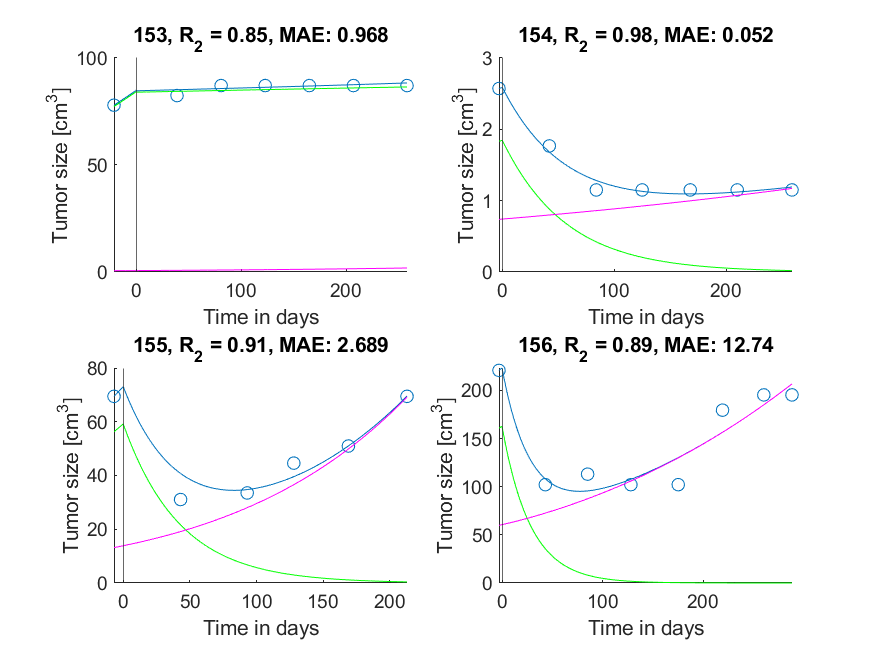 153, R2 = 0.85, MAE: 0.968
100
50
0
Tumor size [cm3]
0 100 200
Time in days
154, R2 = 0.98, MAE: 0.052
3
2
1
0
Tumor size [cm3]
0 100 200
Time in days
155, R2 = 0.91, MAE: 2.689
80
60
40
20
0
Tumor size [cm3]
0 50 100 150 200
Time in days
156, R2 = 0.89, MAE: 12.74
200
150
100
50
0
Tumor size [cm3]
0 100 200
Time in days